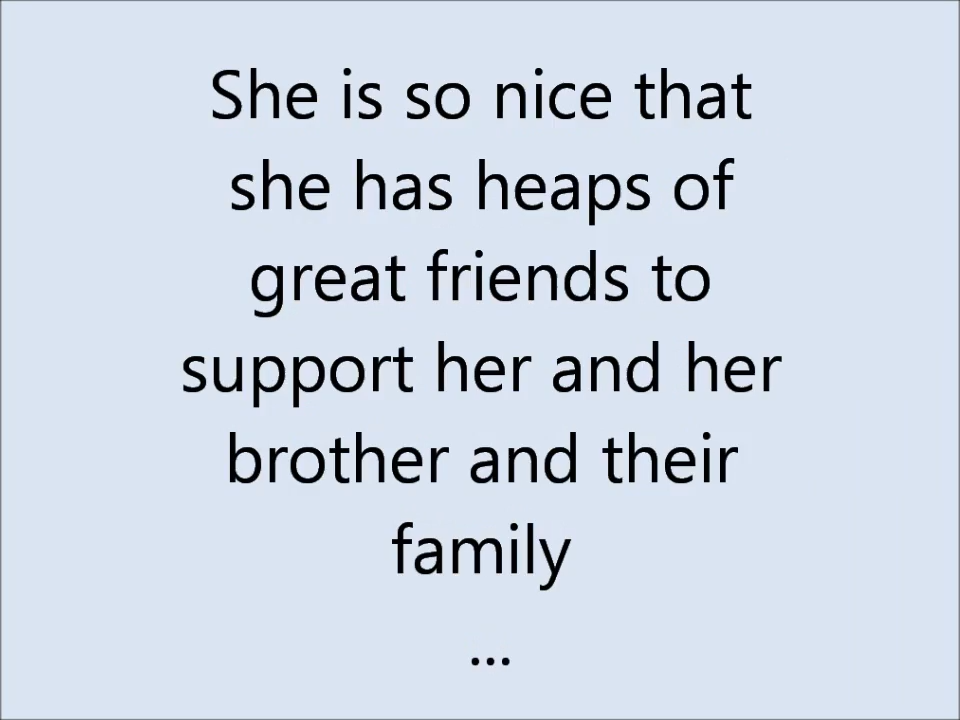 She is so nice that
she has heaps of
great friends to
support her and her
brother and their
family
...